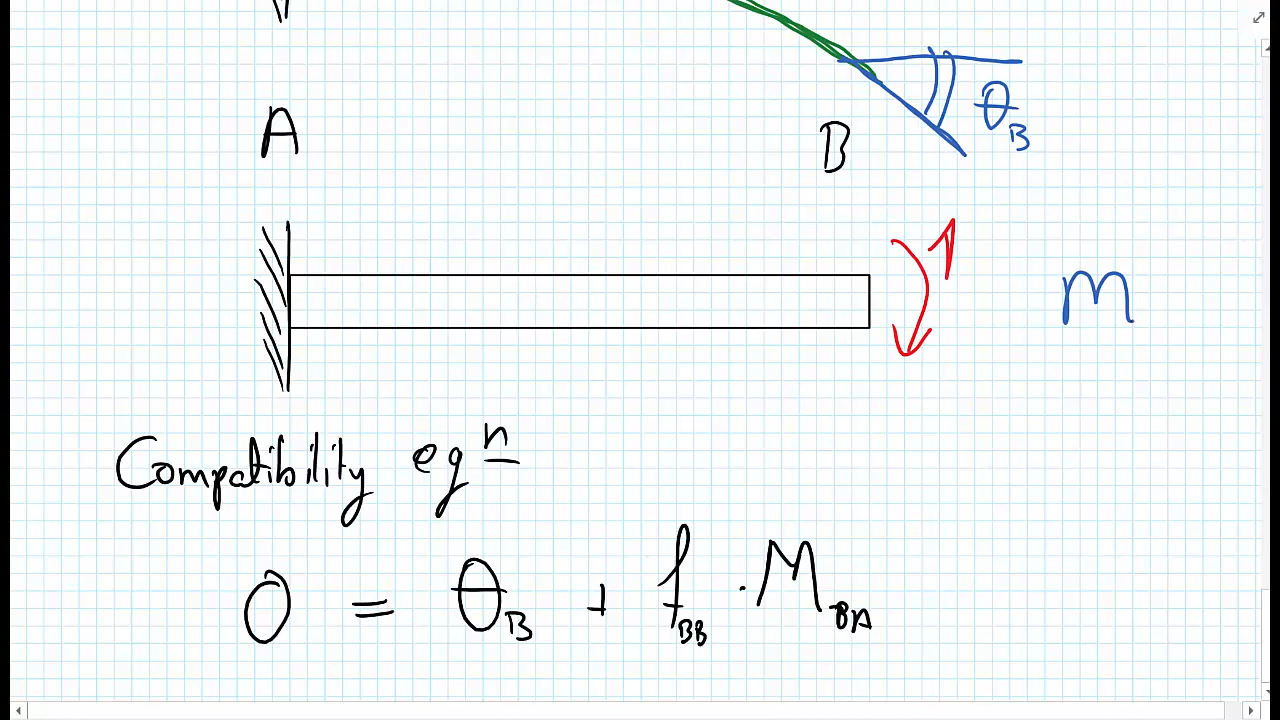 θB
A
B
m
Compatibility eqn
0 = θB + fBB · MBA